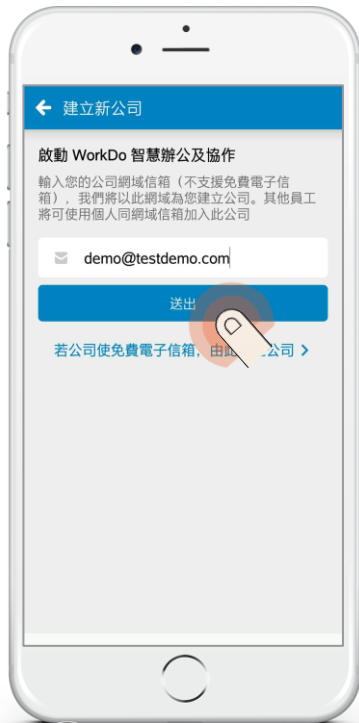 建立新公司
啟動 WorkDo 智慧辦公及協作
輸入您的公司網域信箱（不支援免費電子信
箱），我們將以此網域為您建立公司。其他員工
將可使用個人同網域信箱加入此公司
demo@testdemo.com
送出
若公司使免費電子信箱，由此 公司